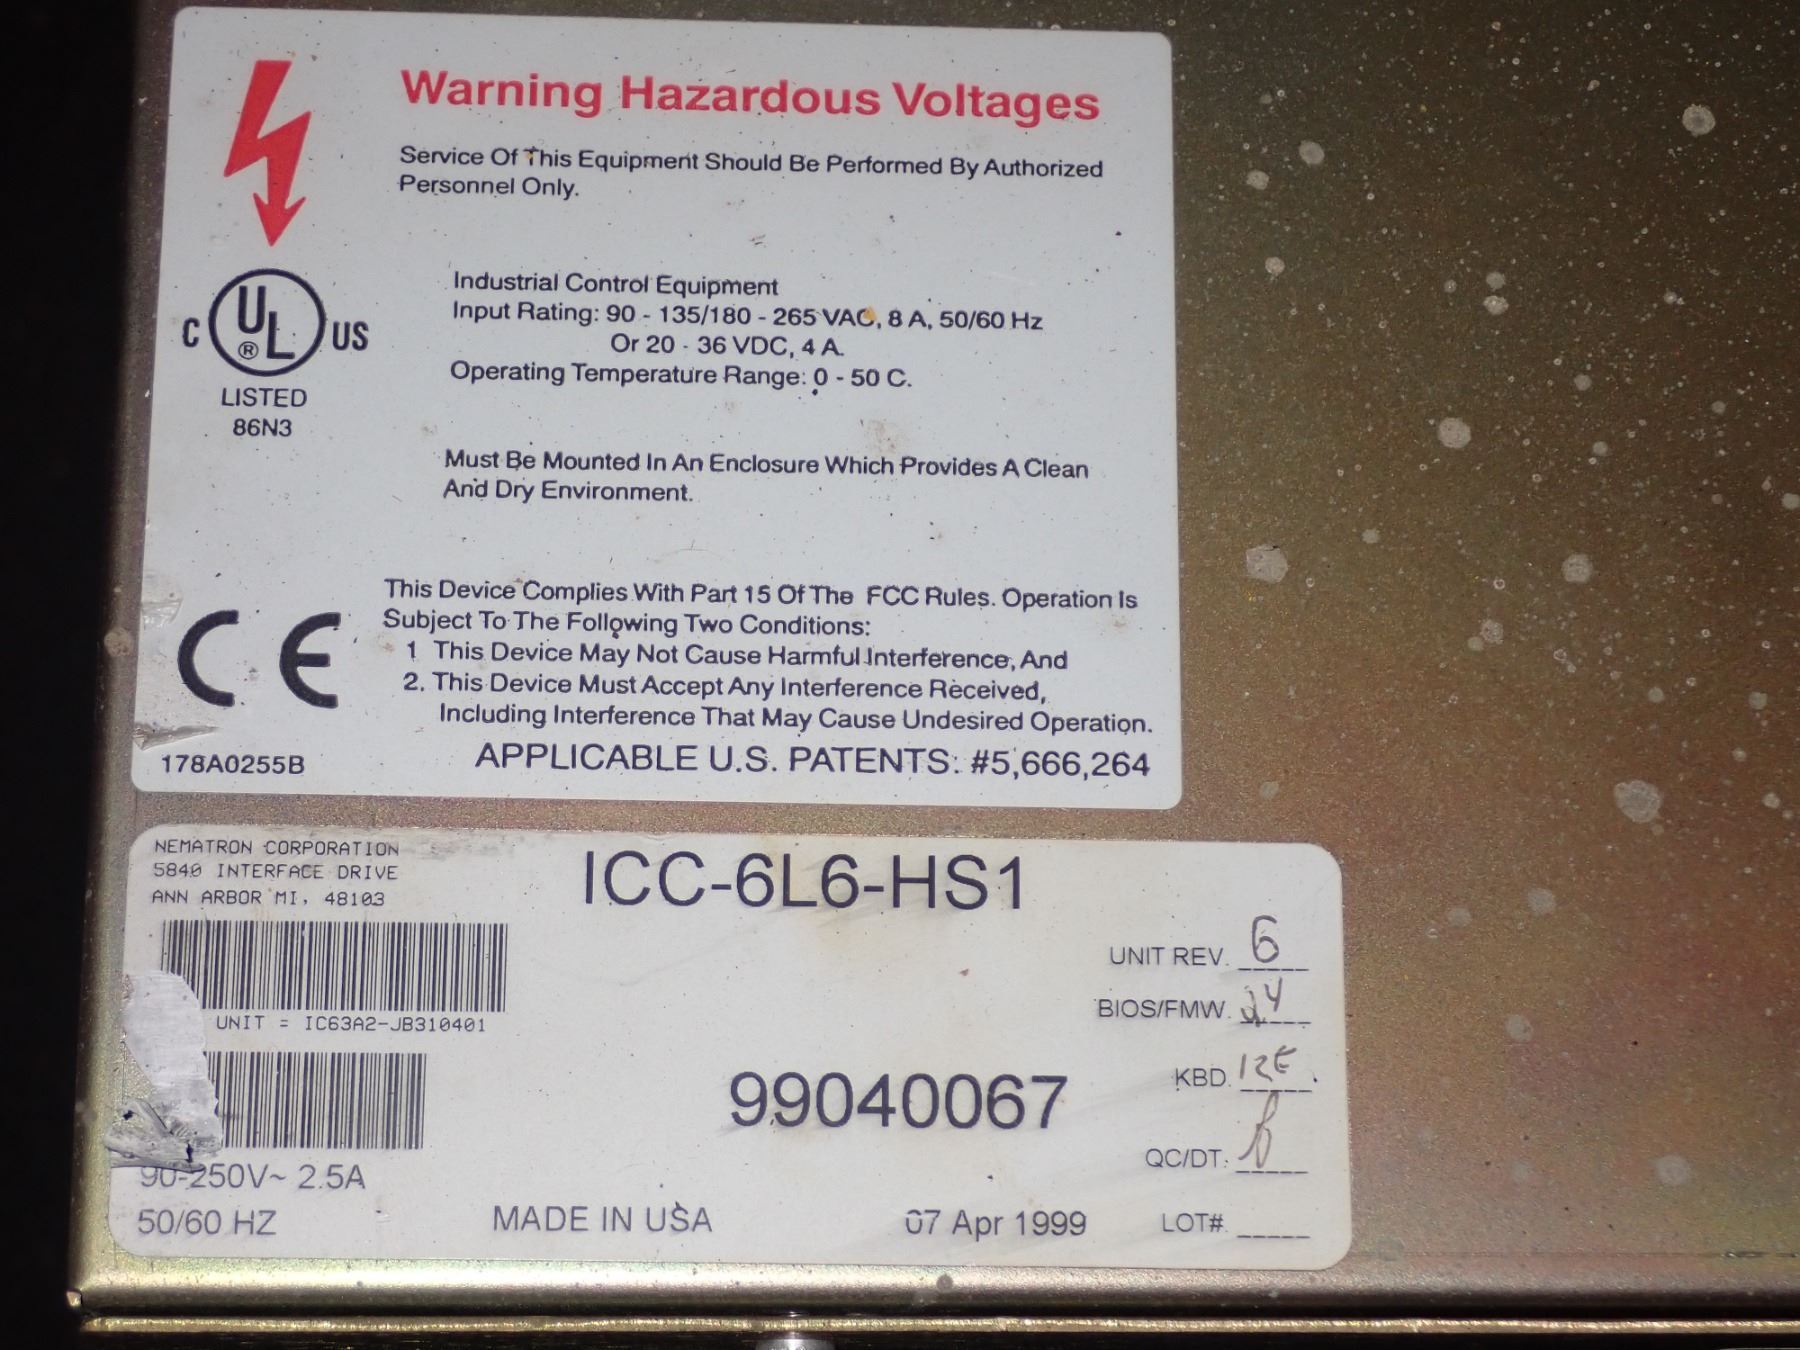 Warning Hazardous Voltages
Service Of This Equipment Should Be Performed By Authorized
Personnel Only.
C UL ® US
LISTED
86N3
Industrial Control Equipment
Input Rating: 90 - 135/180 - 265 VAC, 8 A, 50/60 Hz
Or 20 - 36 VDC, 4 A.
Operating Temperature Range: 0 - 50 C.
Must Be Mounted In An Enclosure Which Provides A Clean
And Dry Environment.
CE
This Device Complies With Part 15 Of The FCC Rules. Operation Is
Subject To The Following Two Conditions:
1 This Device May Not Cause Harmful Interference, And
2. This Device Must Accept Any Interference Received,
Including Interference That May Cause Undesired Operation.
178A0255B
APPLICABLE U.S. PATENTS: #5,666,264
NEMATRON CORPORATION
5840 INTERFACE DRIVE
ANN ARBOR MI, 48103
ICC-6L6-HS1
UNIT REV. 6
BIOS/FMW.
UNIT = IC63A2-JB310401
KBD. 12E
99040067
QC/DT.
90-250V~ 2.5A
50/60 HZ
MADE IN USA
07 Apr 1999
LOT#